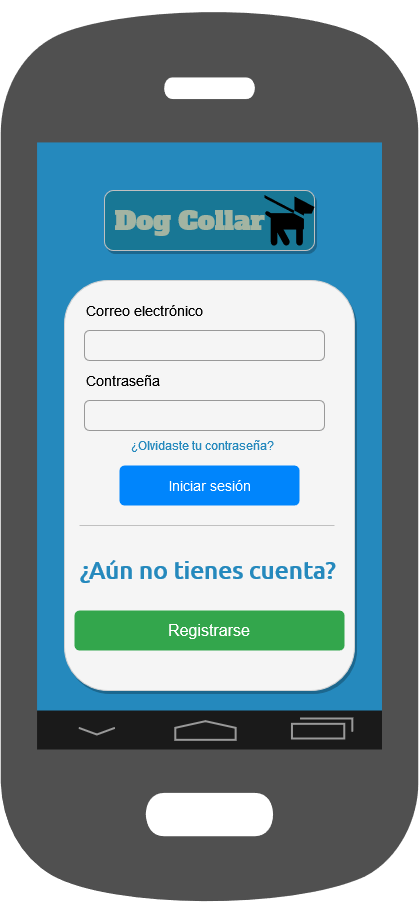 Dog Collar
Correo electrónico
Contraseña
¿Olvidaste tu contraseña?
Iniciar sesión
¿Aún no tienes cuenta?
Registrarse